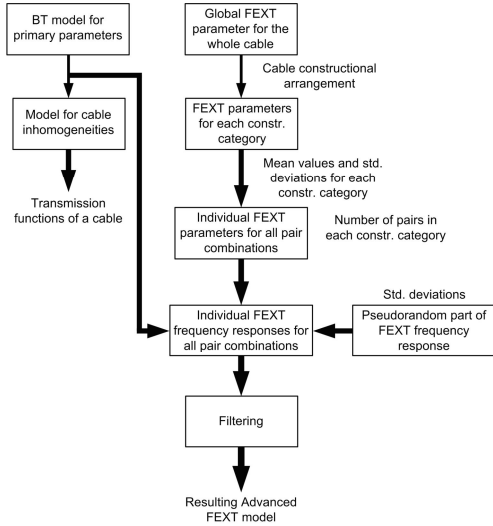 BT model for
primary parameters
Global FEXT
parameter for the
whole cable
Cable constructional
arrangement
Model for cable
inhomogeneities
FEXT parameters
for each constr.
category
Mean values and std.
deviations for each
constr. category
Transmission
functions of a cable
Individual FEXT
parameters for all pair
combinations
Number of pairs in
each constr. category
Std. deviations
Individual FEXT
frequency responses for
all pair combinations
Pseudorandom part of
FEXT frequency
response
Filtering
Resulting Advanced
FEXT model